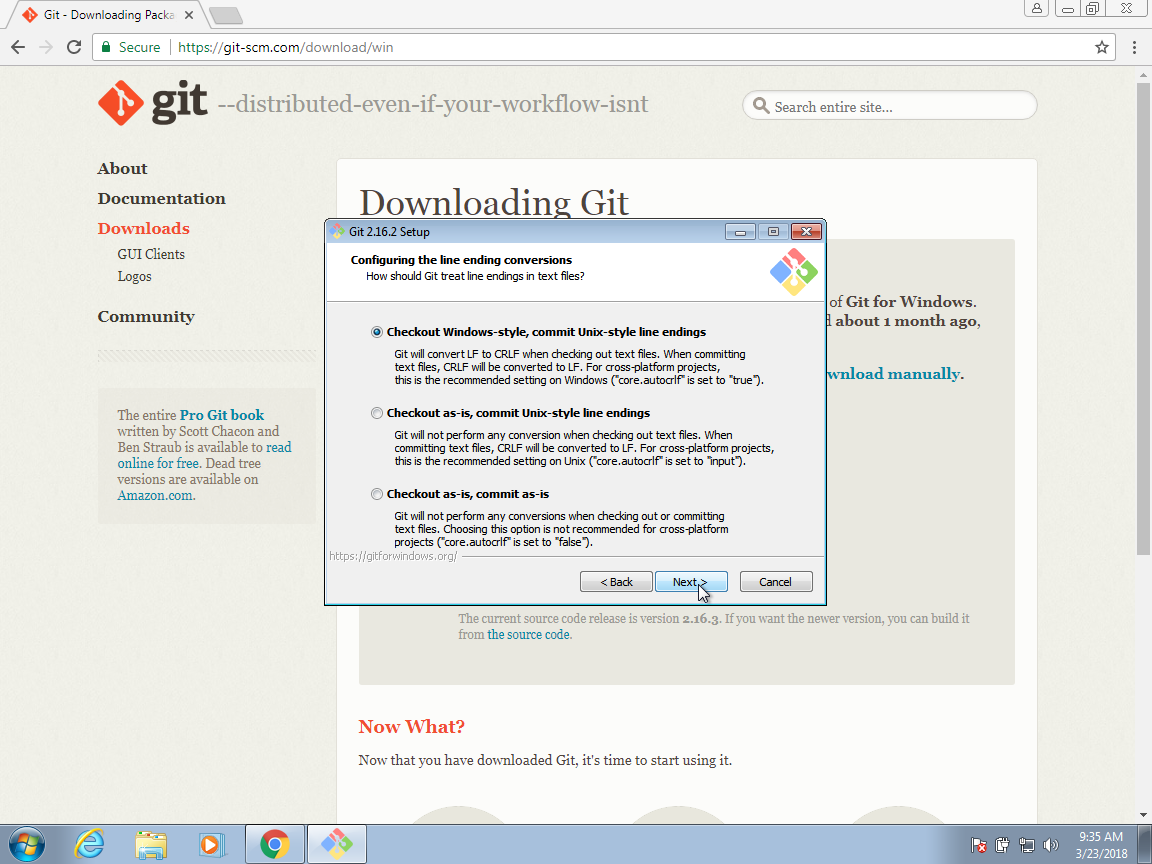 Git - Downloading Packa
Secure
https://git-scm.com/download/win
git --distributed-even-if-your-workflow-isnt
Search entire site...
About
Documentation
Downloads
GUI Clients
Logos
Community
The entire Pro Git book
written by Scott Chacon and
Ben Straub is available to read
online for free. Dead tree
versions are available on
Amazon.com.
Downloading Git
of Git for Windows.
d about 1 month ago,
wnload manually.
Git 2.16.2 Setup
Configuring the line ending conversions
How should Git treat line endings in text files?
Checkout Windows-style, commit Unix-style line endings
Git will convert LF to CRLF when checking out text files. When committing
text files, CRLF will be converted to LF. For cross-platform projects,
this is the recommended setting on Windows ("core.autocrlf" is set to "true").
Checkout as-is, commit Unix-style line endings
Git will not perform any conversion when checking out text files. When
committing text files, CRLF will be converted to LF. For cross-platform projects,
this is the recommended setting on Unix ("core.autocrlf" is set to "input").
Checkout as-is, commit as-is
Git will not perform any conversions when checking out or committing
text files. Choosing this option is not recommended for cross-platform
projects ("core.autocrlf" is set to "false").
https://gitforwindows.org/
< Back
Next >
Cancel
The current source code release is version 2.16.3. If you want the newer version, you can build it
from the source code.
Now What?
Now that you have downloaded Git, it's time to start using it.
9:35 AM
3/23/2018